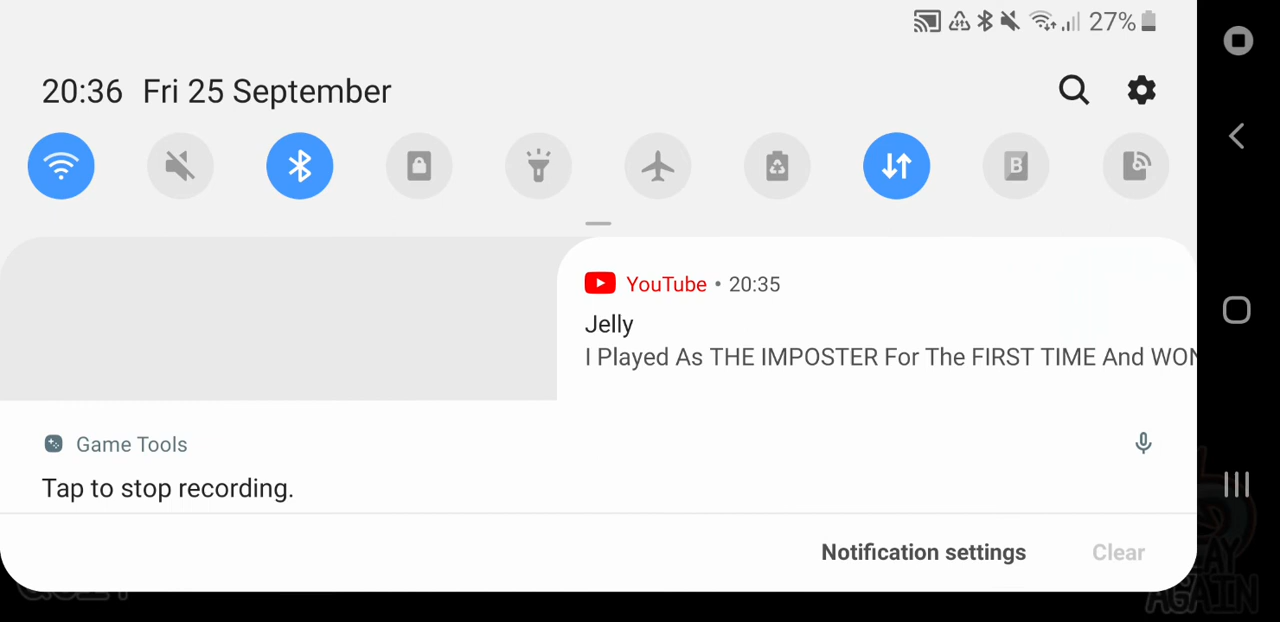 27%
20:36 Fri 25 September
B
YouTube • 20:35
Jelly
I Played As THE IMPOSTER For The FIRST TIME And WON
Game Tools
Tap to stop recording.
Notification settings Clear
AGAIN